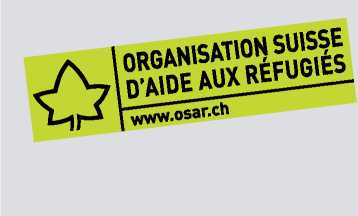 ORGANISATION SUISSE
D'AIDE AUX RÉFUGIÉS
www.osar.ch